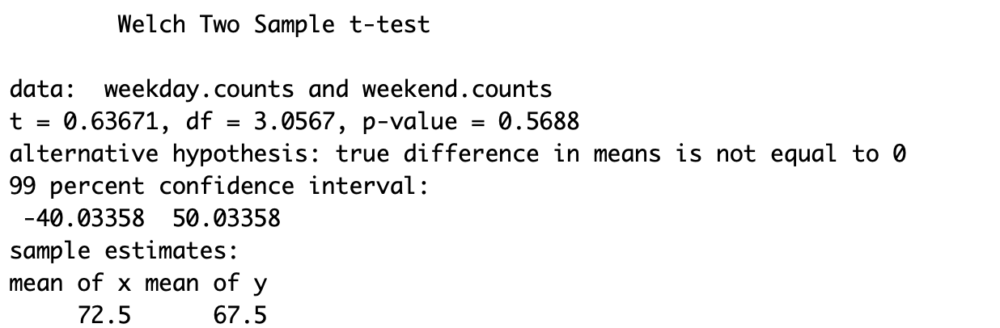 Welch Two Sample t-test
data:  weekday.counts and weekend.counts
t = 0.63671, df = 3.0567, p-value = 0.5688
alternative hypothesis: true difference in means is not equal to 0
99 percent confidence interval:
 -40.03358  50.03358
sample estimates:
mean of x mean of y
     72.5      67.5